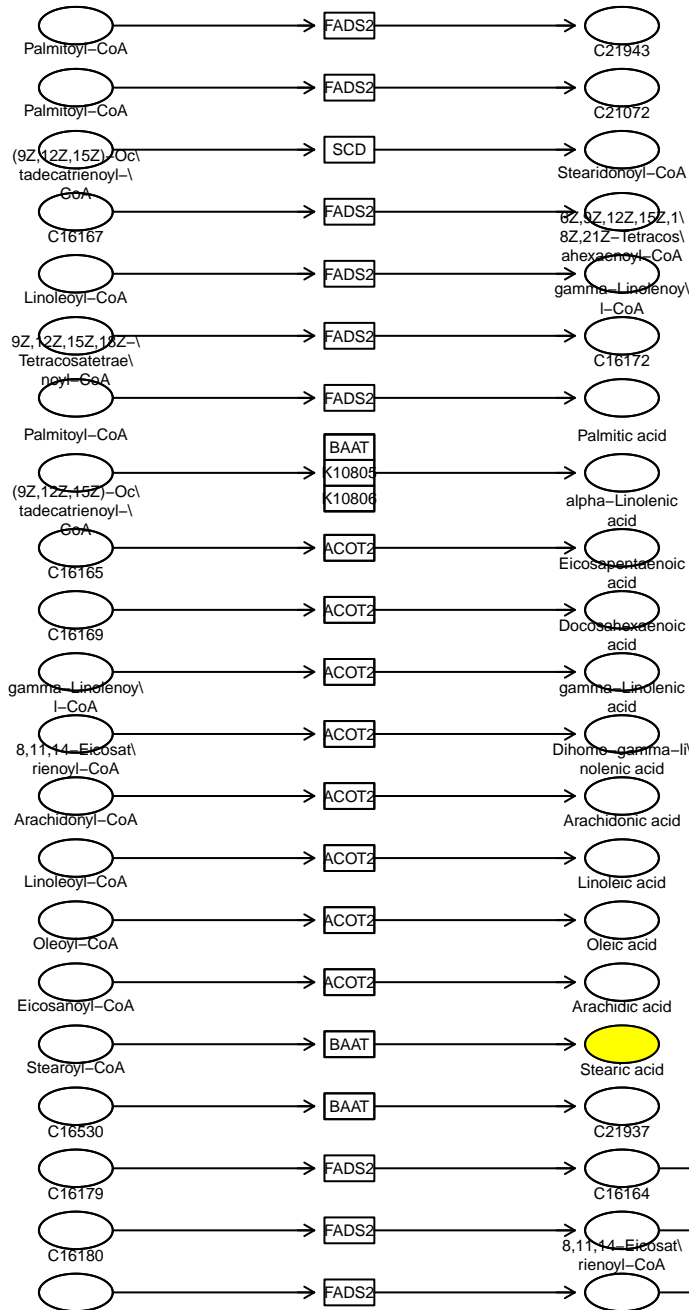 FADS2
Palmitoyl−CoA
C21943
FADS2
Palmitoyl−CoA
C21072
SCD
(9Z,12Z,15Z)−Oc\
tadecatrienoyl−\
CoA
Stearidonoyl−CoA
FADS2
C16167
6Z,9Z,12Z,15Z,1\
8Z,21Z−Tetracos\
ahexaenoyl−CoA
FADS2
Linoleoyl−CoA
gamma−Linolenoy\
l−CoA
FADS2
9Z,12Z,15Z,18Z−\
Tetracosatetrae\
noyl−CoA
C16172
FADS2
Palmitoyl−CoA
Palmitic acid
BAAT
K10805
K10806
(9Z,12Z,15Z)−Oc\
tadecatrienoyl−\
CoA
alpha−Linolenic
acid
ACOT2
C16165
Eicosapentaenoic
acid
ACOT2
C16169
Docosahexaenoic
acid
ACOT2
gamma−Linolenoy\
l−CoA
gamma−Linolenic
acid
ACOT2
8,11,14−Eicosat\
rienoyl−CoA
Dihomo−gamma−li\
nolenic acid
ACOT2
Arachidonyl−CoA
Arachidonic acid
ACOT2
Linoleoyl−CoA
Linoleic acid
ACOT2
Oleoyl−CoA
Oleic acid
ACOT2
Eicosanoyl−CoA
Arachidic acid
BAAT
Stearoyl−CoA
Stearic acid
BAAT
C16530
C21937
FADS2
C16179
C16164
FADS2
C16180
8,11,14−Eicosat\
rienoyl−CoA
FADS2